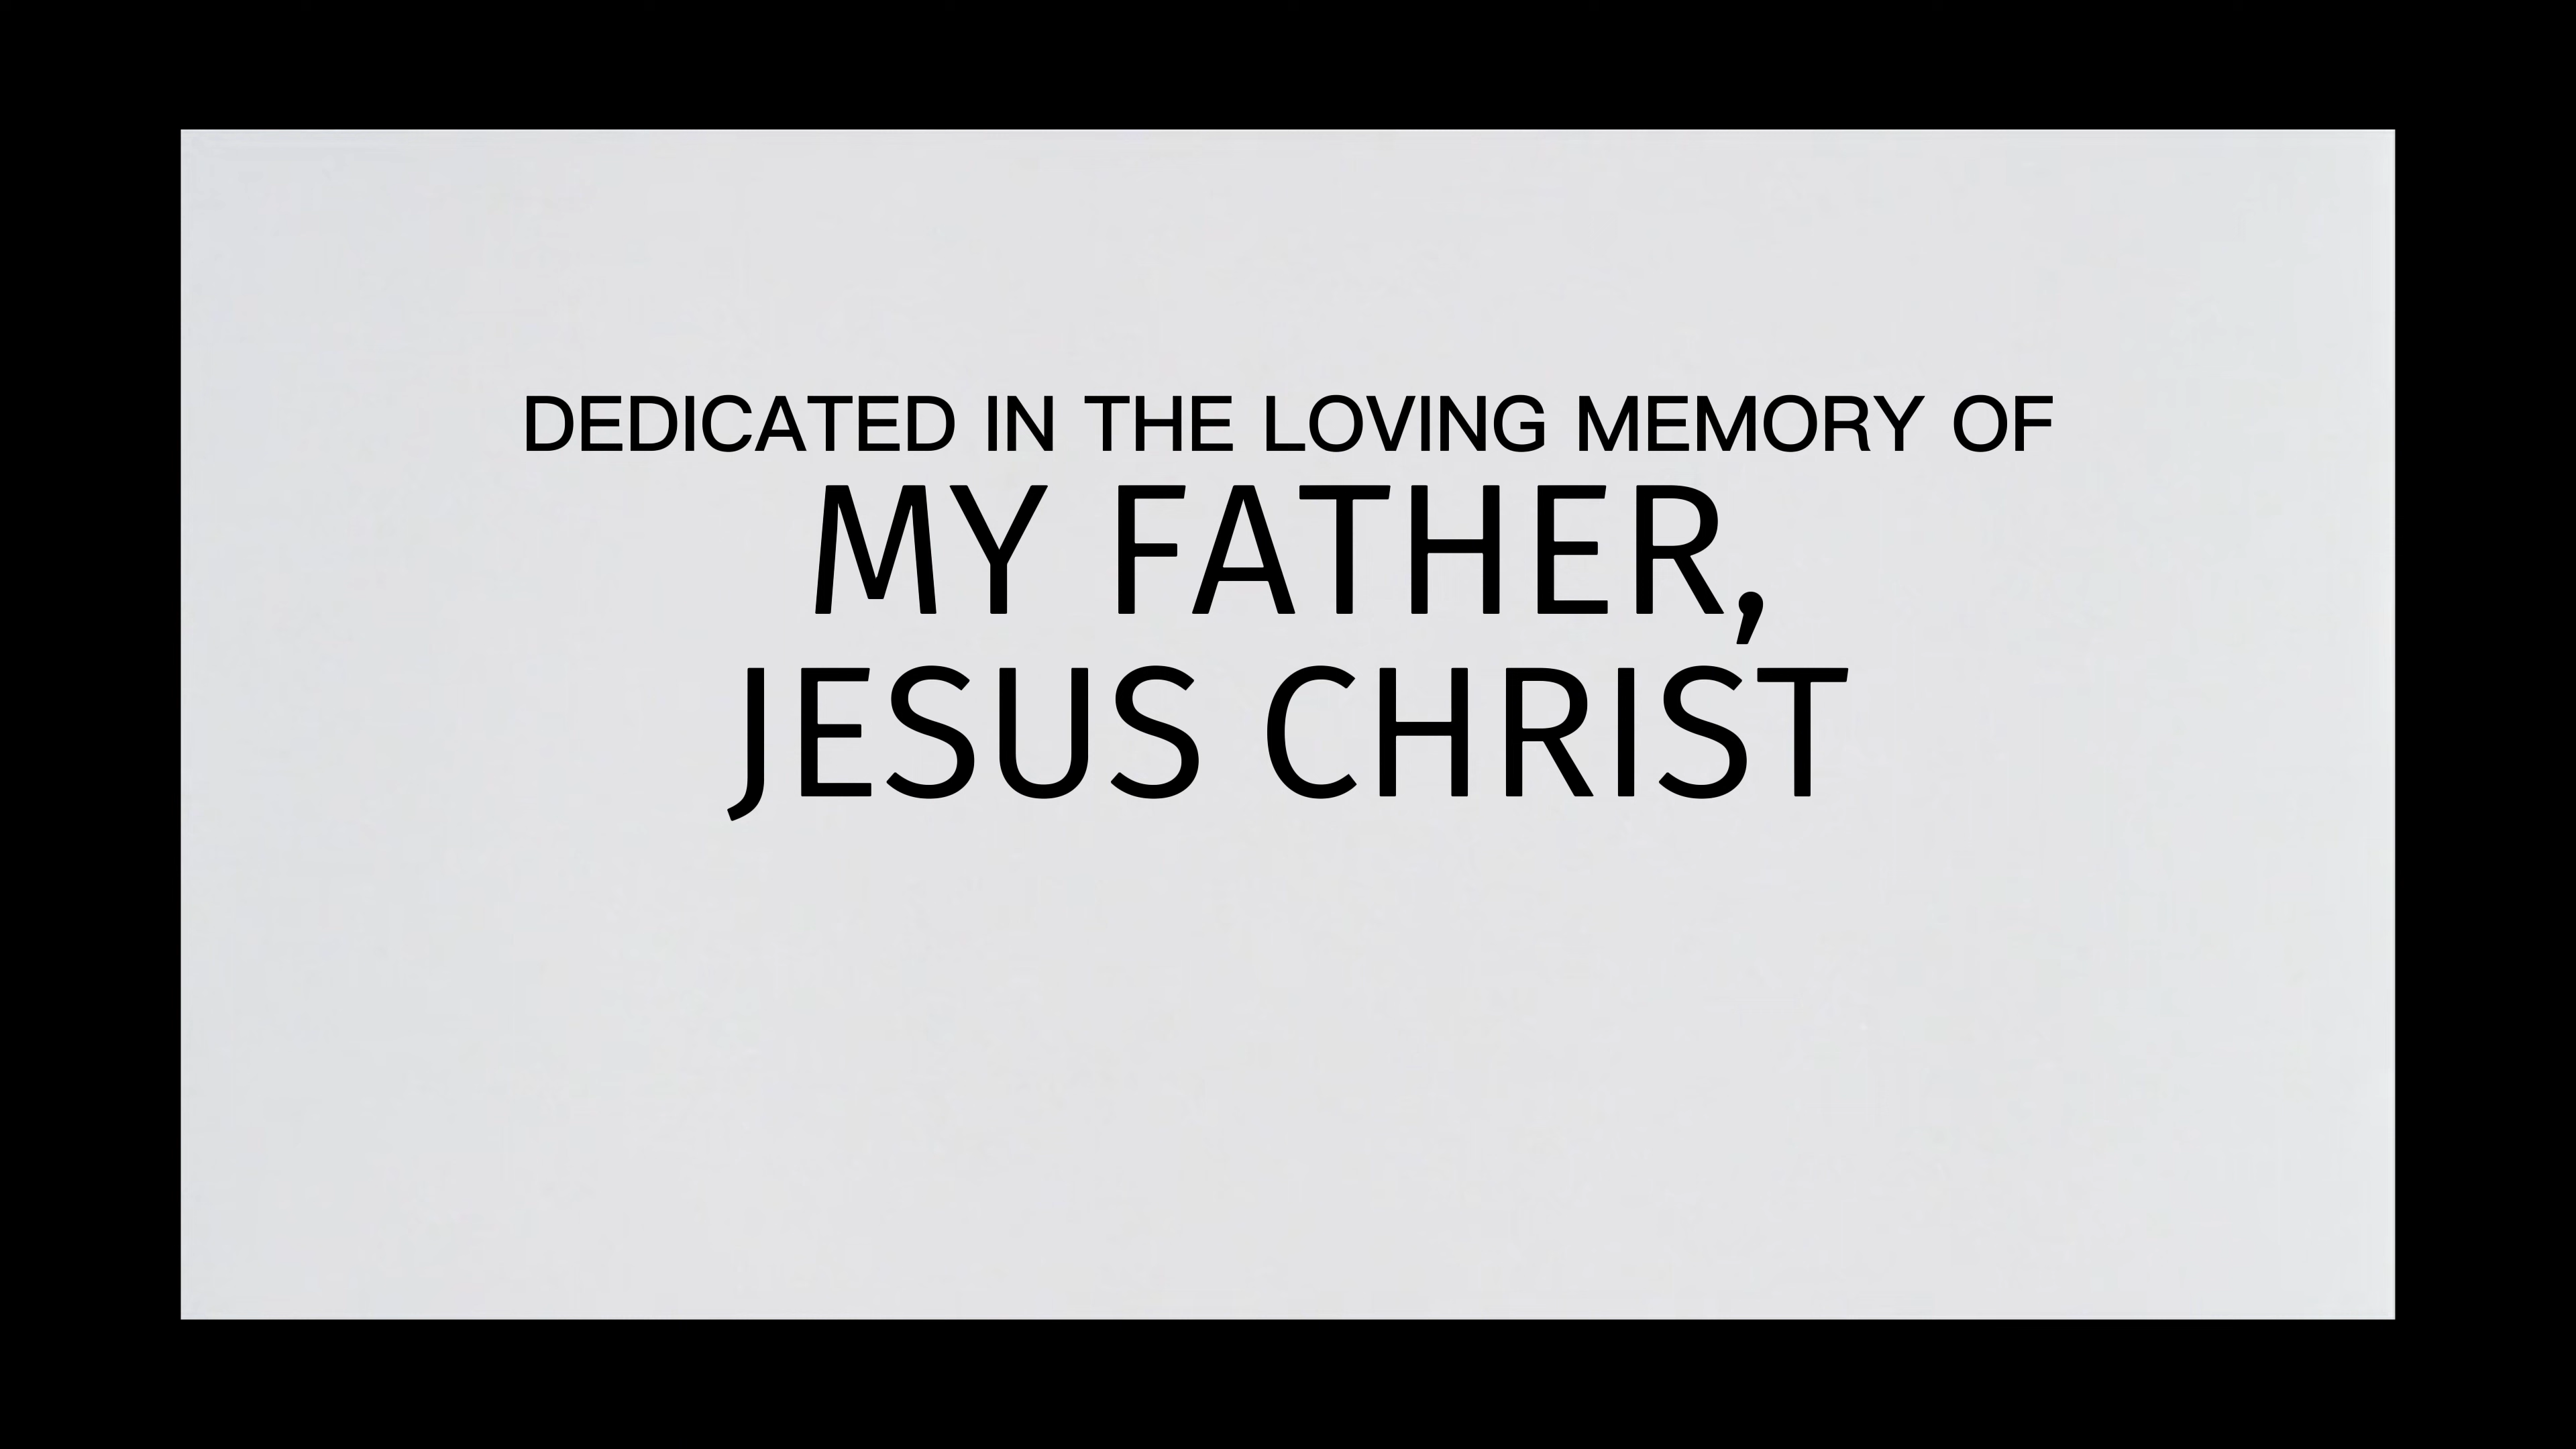 DEDICATED IN THE LOVING MEMORY OF
MY FATHER,
JESUS CHRIST